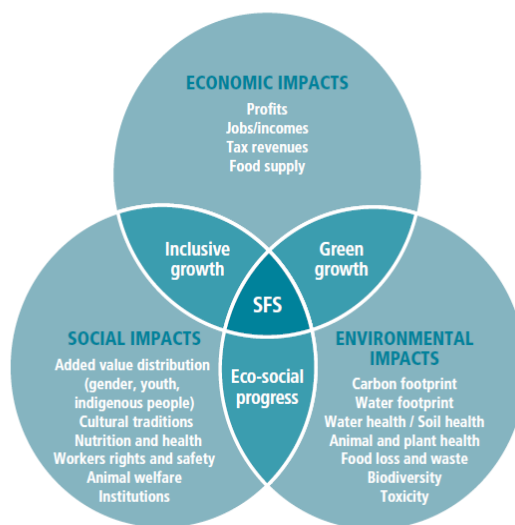 ECONOMIC IMPACTS
Profits
Jobs/incomes
Tax revenues
Food supply
Inclusive
growth
Green
growth
SFS
SOCIAL IMPACTS
Added value distribution
(gender, youth,
indigenous people)
Cultural traditions
Nutrition and health
Workers rights and safety
Animal welfare
Institutions
Eco-social
progress
ENVIRONMENTAL
IMPACTS
Carbon footprint
Water footprint
Water health / Soil health
Animal and plant health
Food loss and waste
Biodiversity
Toxicity